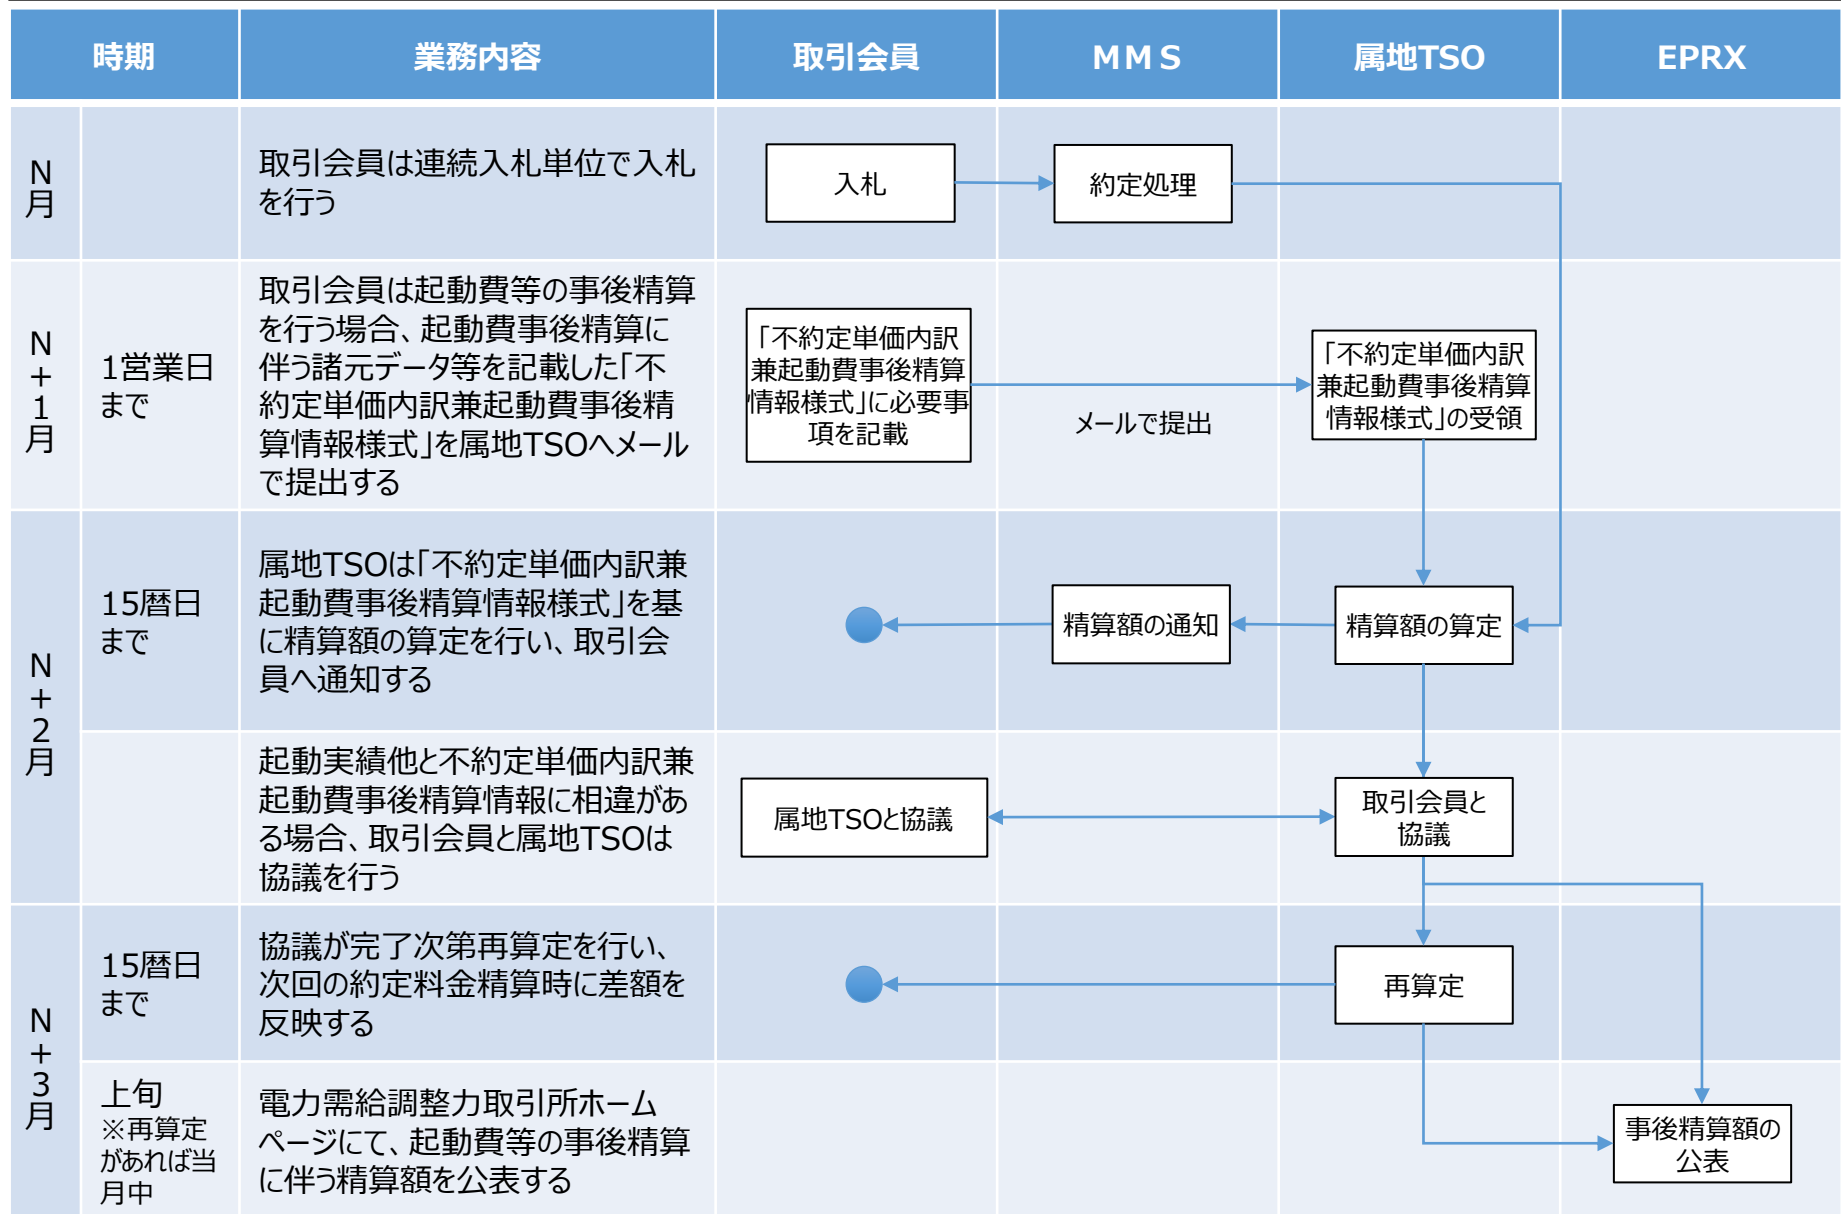 時期
業務内容
取引会員
ＭＭＳ
属地TSO
EPRX
N月
取引会員は連続入札単位で入札
を行う
入札
約定処理
N+1月
1営業日
まで
取引会員は起動費等の事後精算
を行う場合、起動費事後精算に
伴う諸元データ等を記載した「不
約定単価内訳兼起動費事後精
算情報様式」を属地TSOへメール
で提出する
「不約定単価内訳
兼起動費事後精算
情報様式」に必要事
項を記載
メールで提出
「不約定単価内訳
兼起動費事後精算
情報様式」の受領
N+2月
15暦日
まで
属地TSOは「不約定単価内訳兼
起動費事後精算情報様式」を基
に精算額の算定を行い、取引会
員へ通知する
精算額の通知
精算額の算定
起動実績他と不約定単価内訳兼
起動費事後精算情報に相違があ
る場合、取引会員と属地TSOは
協議を行う
属地TSOと協議
取引会員と
協議
N+3月
15暦日
まで
協議が完了次第再算定を行い、
次回の約定料金精算時に差額を
反映する
再算定
上旬
※再算定
があれば当
月中
電力需給調整力取引所ホーム
ページにて、起動費等の事後精算
に伴う精算額を公表する
事後精算額の
公表